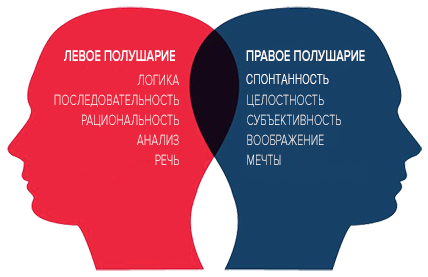 ЛЕВОЕ ПОЛУШАРИЕ
ЛОГИКА
ПОСЛЕДОВАТЕЛЬНОСТЬ
РАЦИОНАЛЬНОСТЬ
АНАЛИЗ
РЕЧЬ
ПРАВОЕ ПОЛУШАРИЕ
СПОНТАННОСТЬ
ЦЕЛОСТНОСТЬ
СУБЪЕКТИВНОСТЬ
ВООБРАЖЕНИЕ
МЕЧТЫ